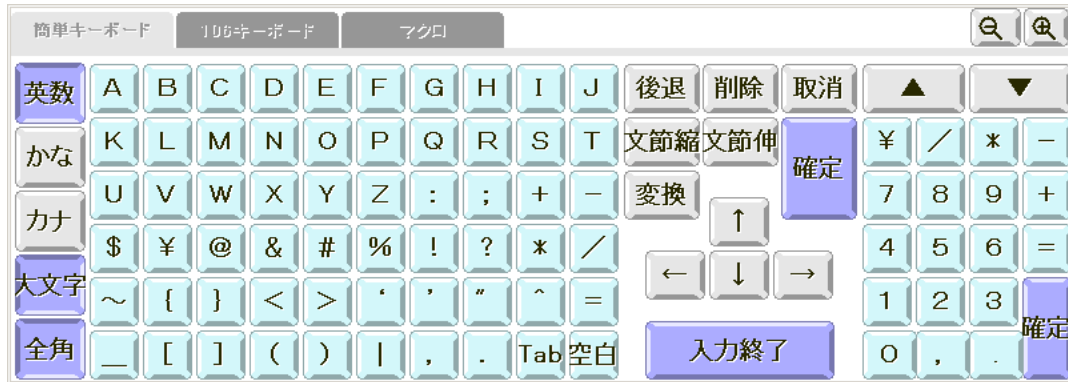 簡単キーボード 106キーボード マクロ
英数 A B C D E F G H I J 後退 削除 取消 ▲ ▼
かな K L M N O P Q R S T 文節縮 文節伸 確定 ¥ / * -
カナ U V W X Y Z : ; + - 変換 7 8 9 +
$ ¥ @ & # % ! ? * / ↑ 4 5 6 =
大文字 ~ { } < > ‘ ’ " ^ = ← ↓ → 1 2 3 確定
全角 _ [ ] ( ) | , . Tab 空白 入力終了 0 , .